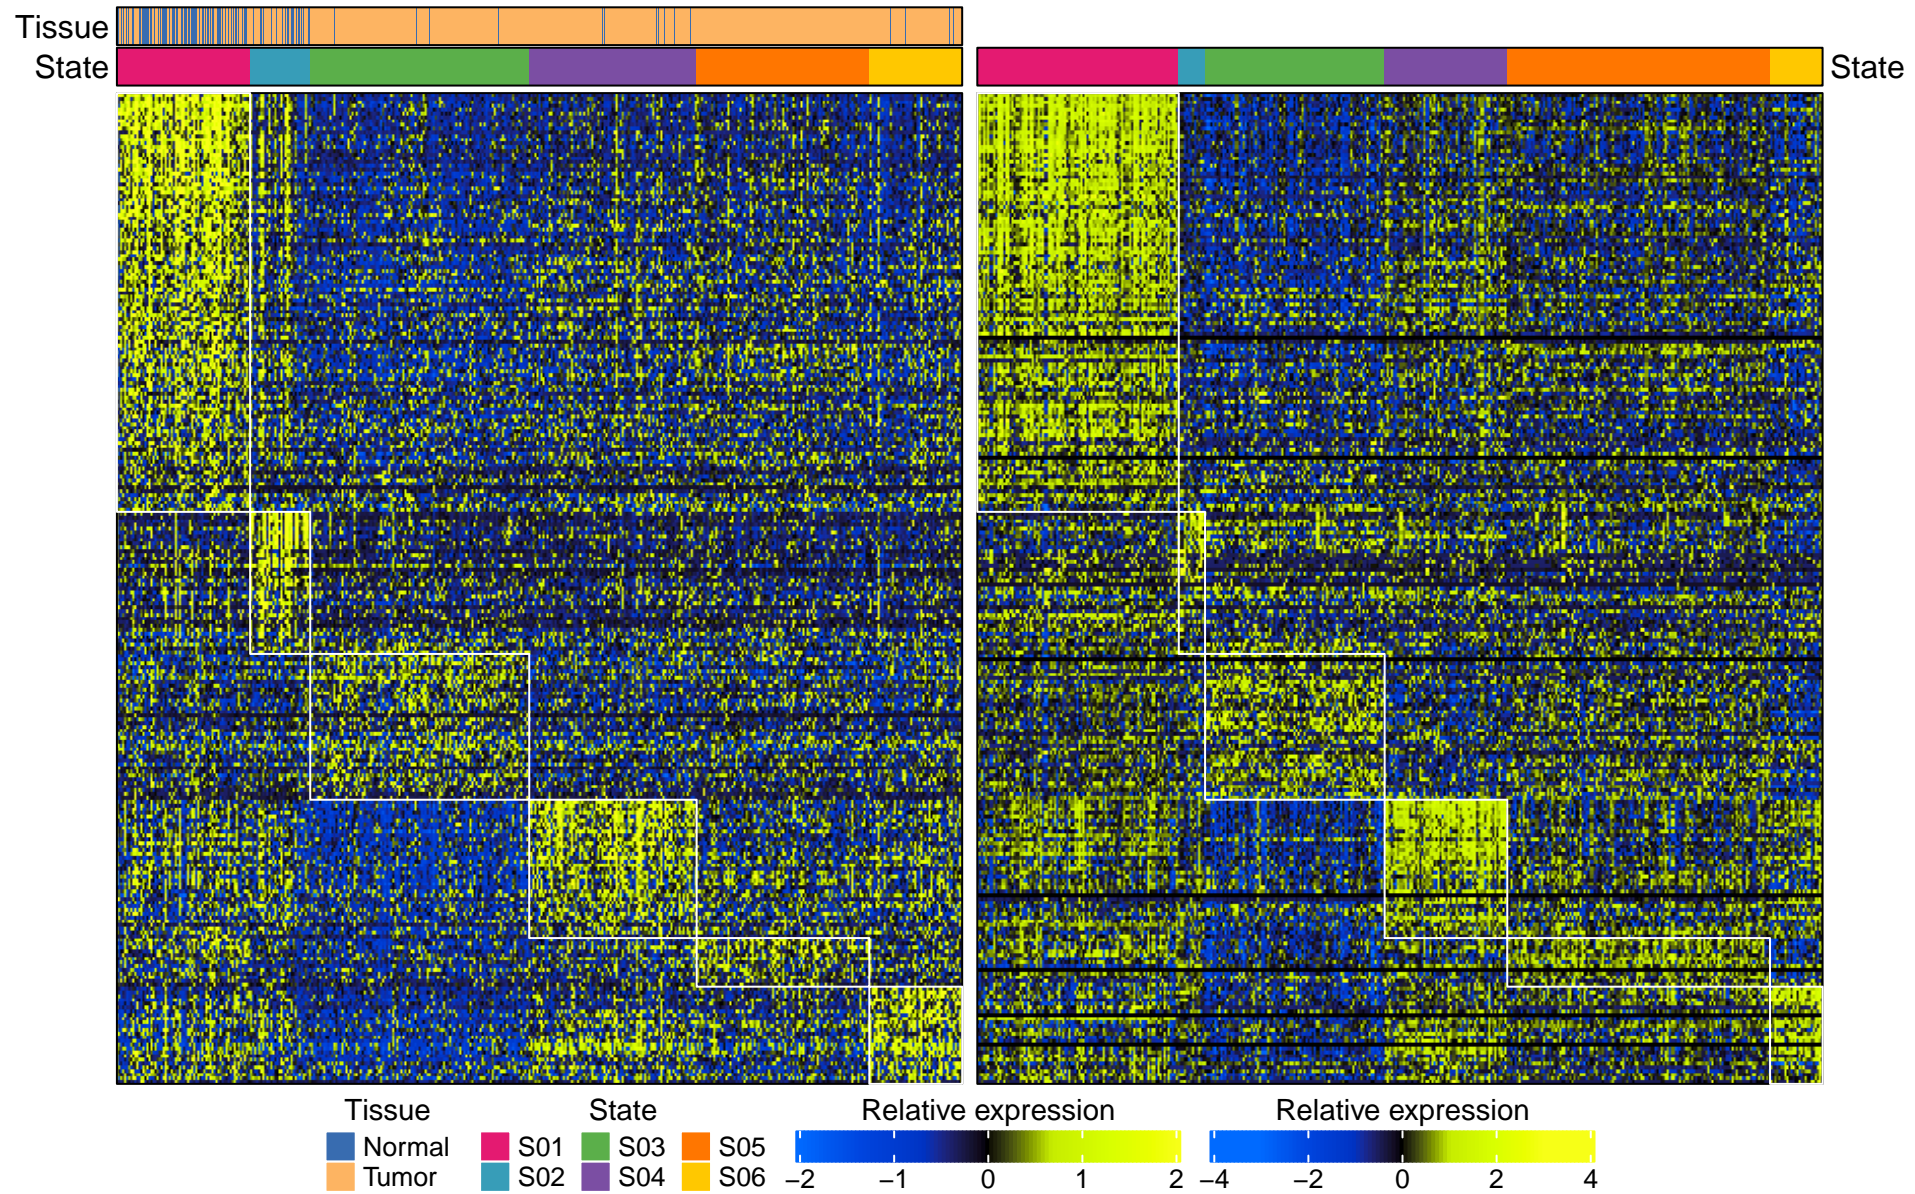 Tissue
State
State
Tissue State Relative expression Relative expression
Normal S01 S03 S05
Tumor S02 S04 S06
−2 −1 0 1 2 −4 −2 0 2 4